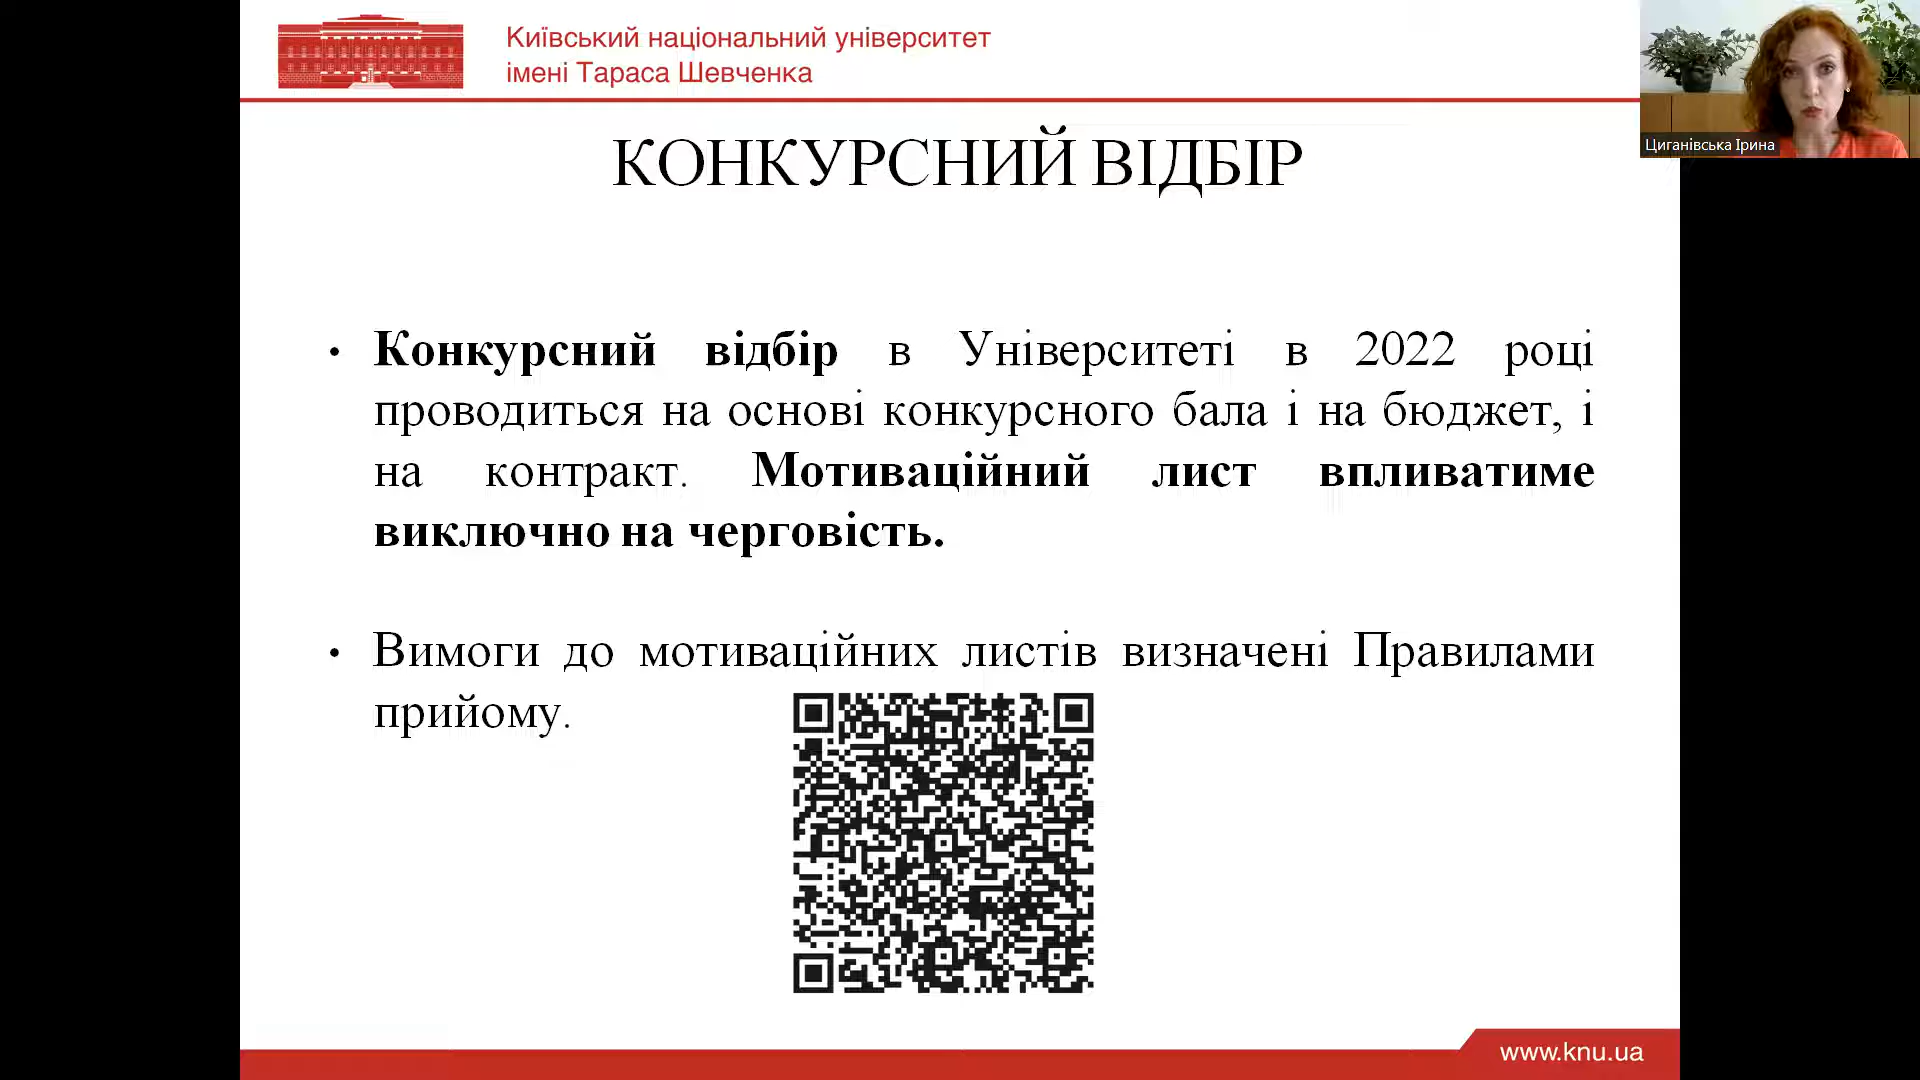 Київський національний університет
імені Тараса Шевченка
Циганівська Ірина
КОНКУРСНИЙ ВІДБІР
• Конкурсний відбір в Університеті в 2022 році
проводиться на основі конкурсного бала і на бюджет, і
на контракт. Мотиваційний лист впливатиме
виключно на черговість.
• Вимоги до мотиваційних листів визначені Правилами
прийому.
www.knu.ua